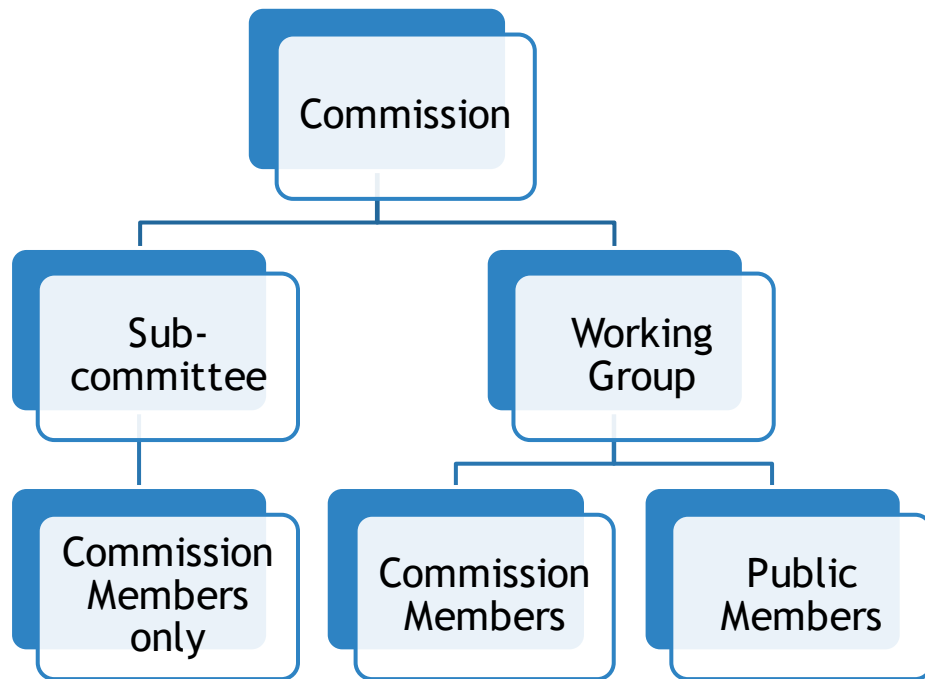 Commission
Sub-
committee
Working
Group
Commission
Members
only
Commission
Members
Public
Members